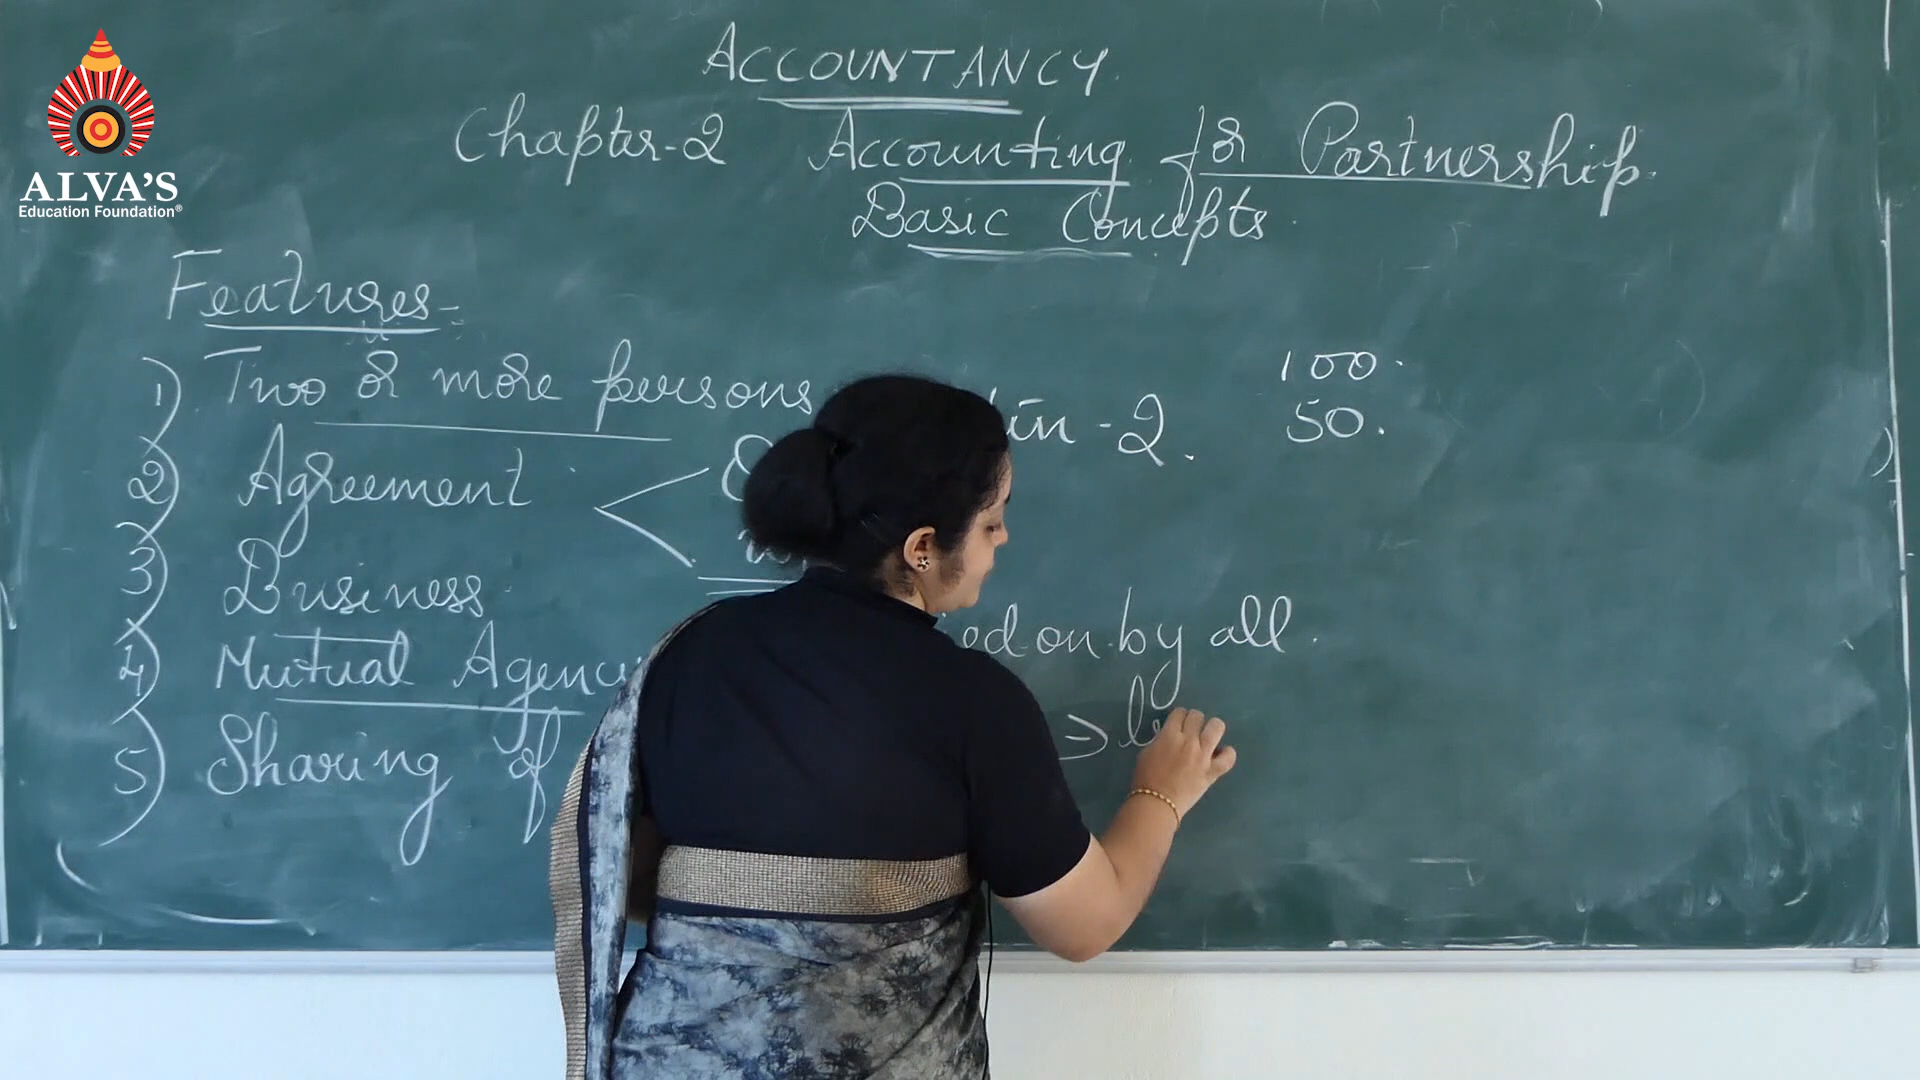 ALVA'S
Education Foundation®
ACCOUNTANCY
Chapter-2 Accounting for Partnership
Basic Concepts
Features-
1) Two or more persons 100
min - 2. 50.
2) Agreement
3) Business
ed on by all.
4) Mutual Agency
5) Sharing of